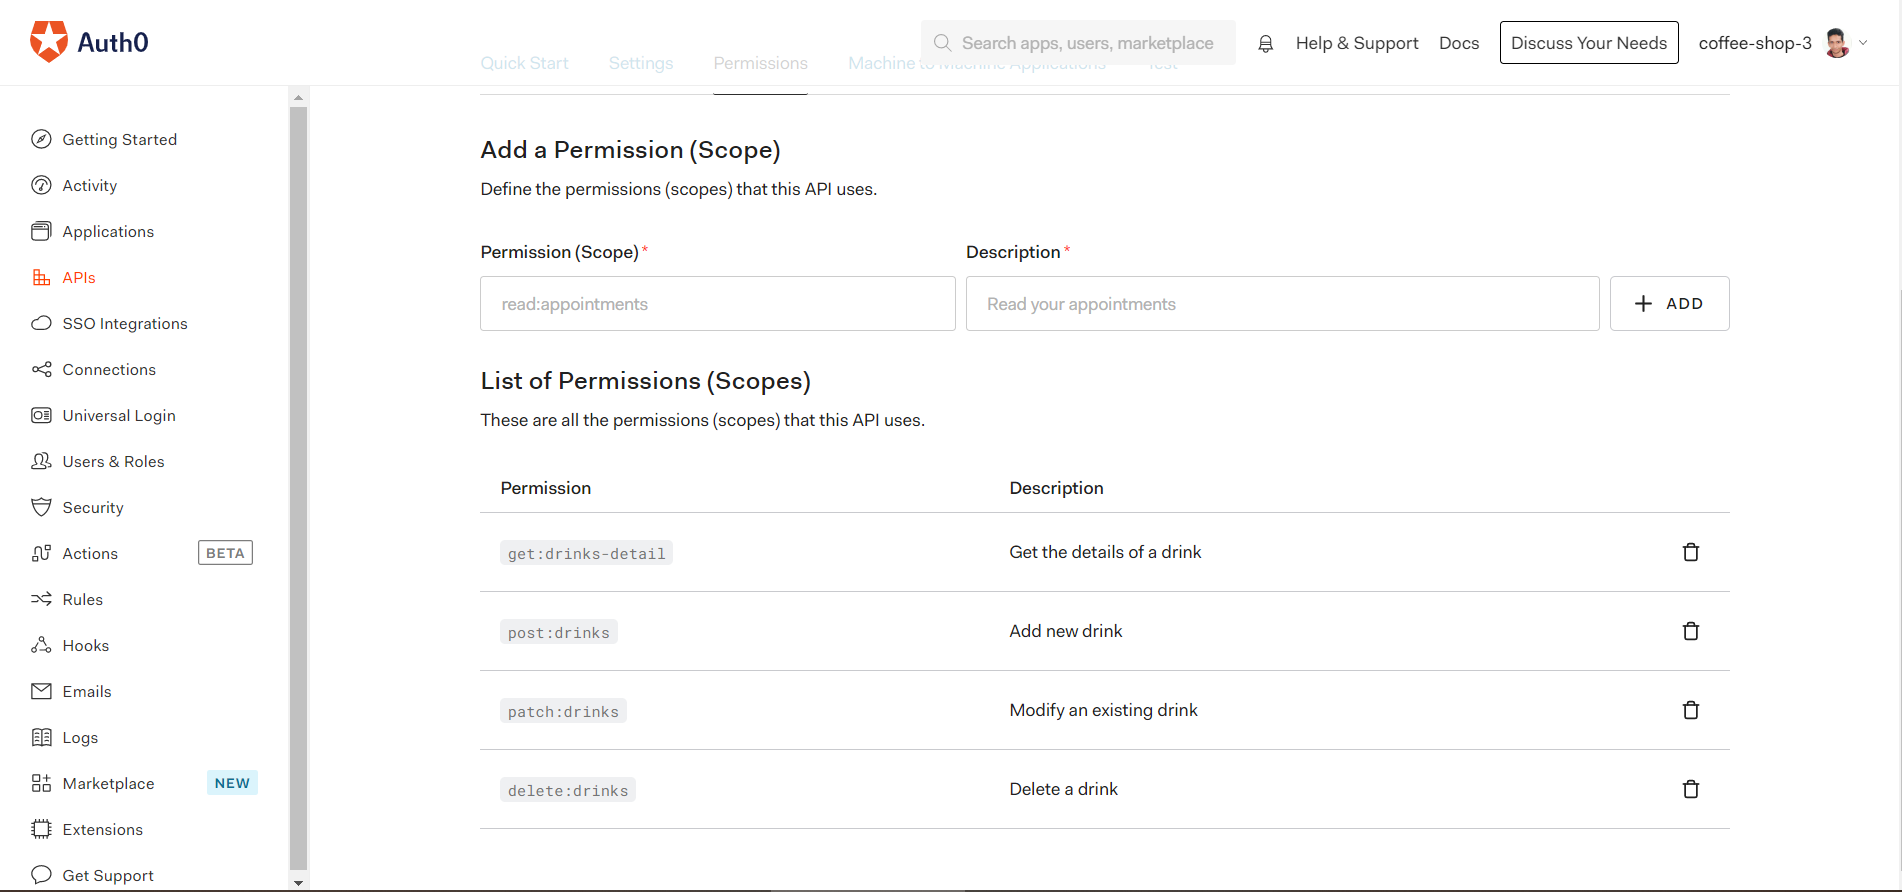 Auth0
Quick Start Settings Permissions Machine to Machine Applications Test
Search apps, users, marketplace
Help & Support Docs Discuss Your Needs coffee-shop-3
Getting Started
Activity
Applications
APIs
SSO Integrations
Connections
Universal Login
Users & Roles
Security
Actions BETA
Rules
Hooks
Emails
Logs
Marketplace NEW
Extensions
Get Support
Add a Permission (Scope)
Define the permissions (scopes) that this API uses.
Permission (Scope)* Description*
read:appointments Read your appointments + ADD
List of Permissions (Scopes)
These are all the permissions (scopes) that this API uses.
Permission Description
get:drinks-detail Get the details of a drink
post:drinks Add new drink
patch:drinks Modify an existing drink
delete:drinks Delete a drink